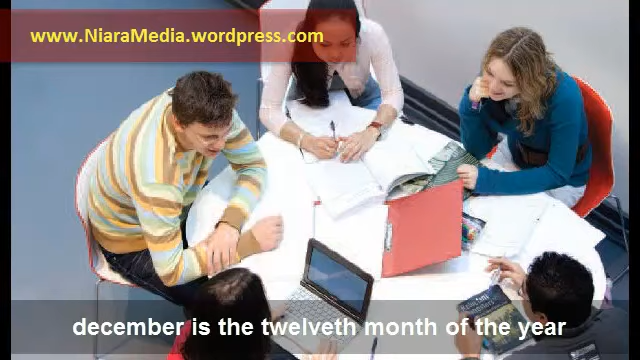 www.NiaraMedia.wordpress.com
december is the twelveth month of the year